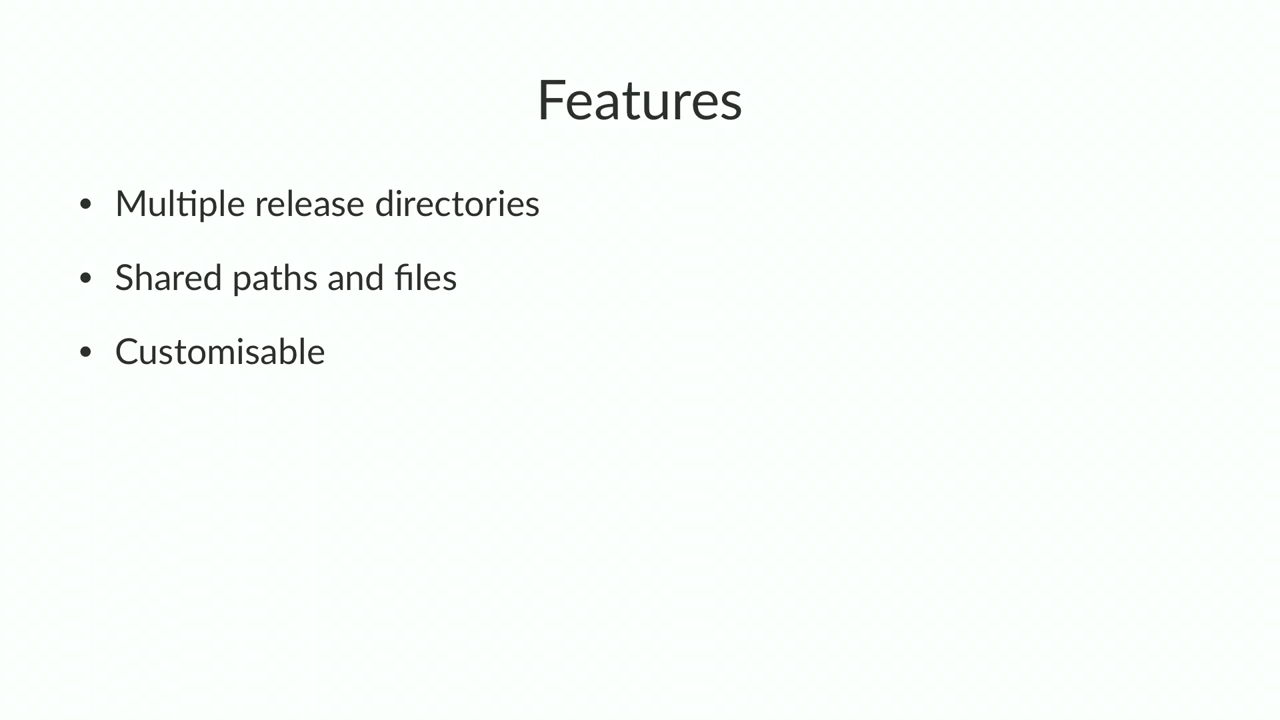 Features
• Multiple release directories
• Shared paths and files
• Customisable